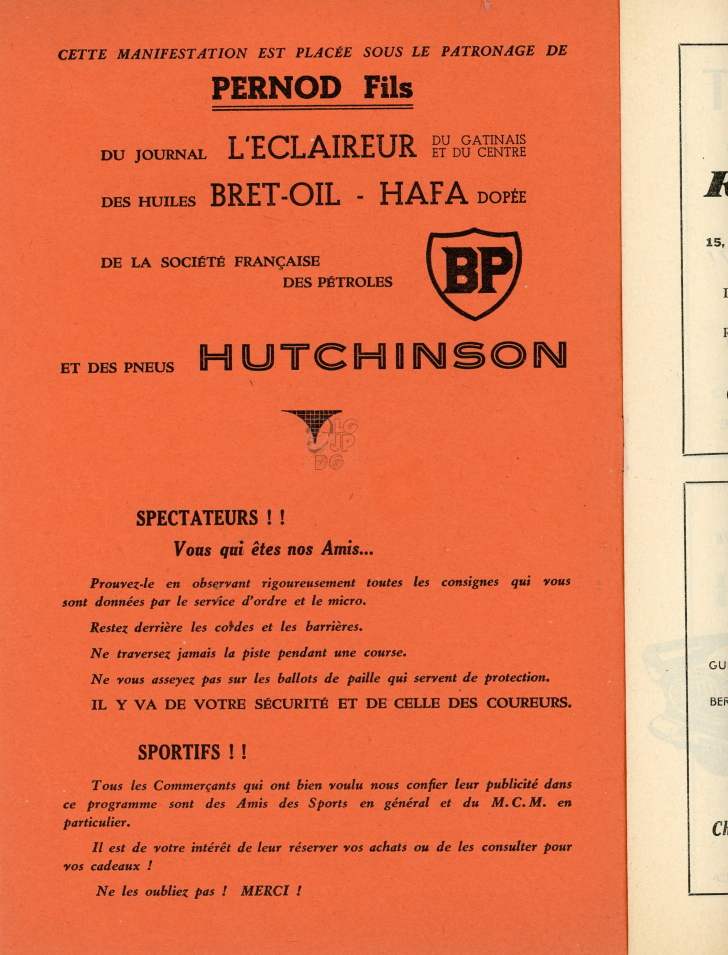 CETTE MANIFESTATION EST PLACÉE SOUS LE PATRONAGE DE
PERNOD Fils
DU JOURNAL L'ECLAIREUR DU GATINAIS ET DU CENTRE
DES HUILES BRET-OIL - HAFA DOPÉE
DE LA SOCIÉTÉ FRANÇAISE
DES PÉTROLES
BP
ET DES PNEUS HUTCHINSON
LG
JP
DG
SPECTATEURS ! !
Vous qui êtes nos Amis...
Prouvez-le en observant rigoureusement toutes les consignes qui vous
sont données par le service d'ordre et le micro.
Restez derrière les cordes et les barrières.
Ne traversez jamais la piste pendant une course.
Ne vous asseyez pas sur les ballots de paille qui servent de protection.
IL Y VA DE VOTRE SÉCURITÉ ET DE CELLE DES COUREURS.
SPORTIFS ! !
Tous les Commerçants qui ont bien voulu nous confier leur publicité dans
ce programme sont des Amis des Sports en général et du M.C.M. en
particulier.
Il est de votre intérêt de leur réserver vos achats ou de les consulter pour
vos cadeaux !
Ne les oubliez pas ! MERCI !
15,
GU
BER
Ch